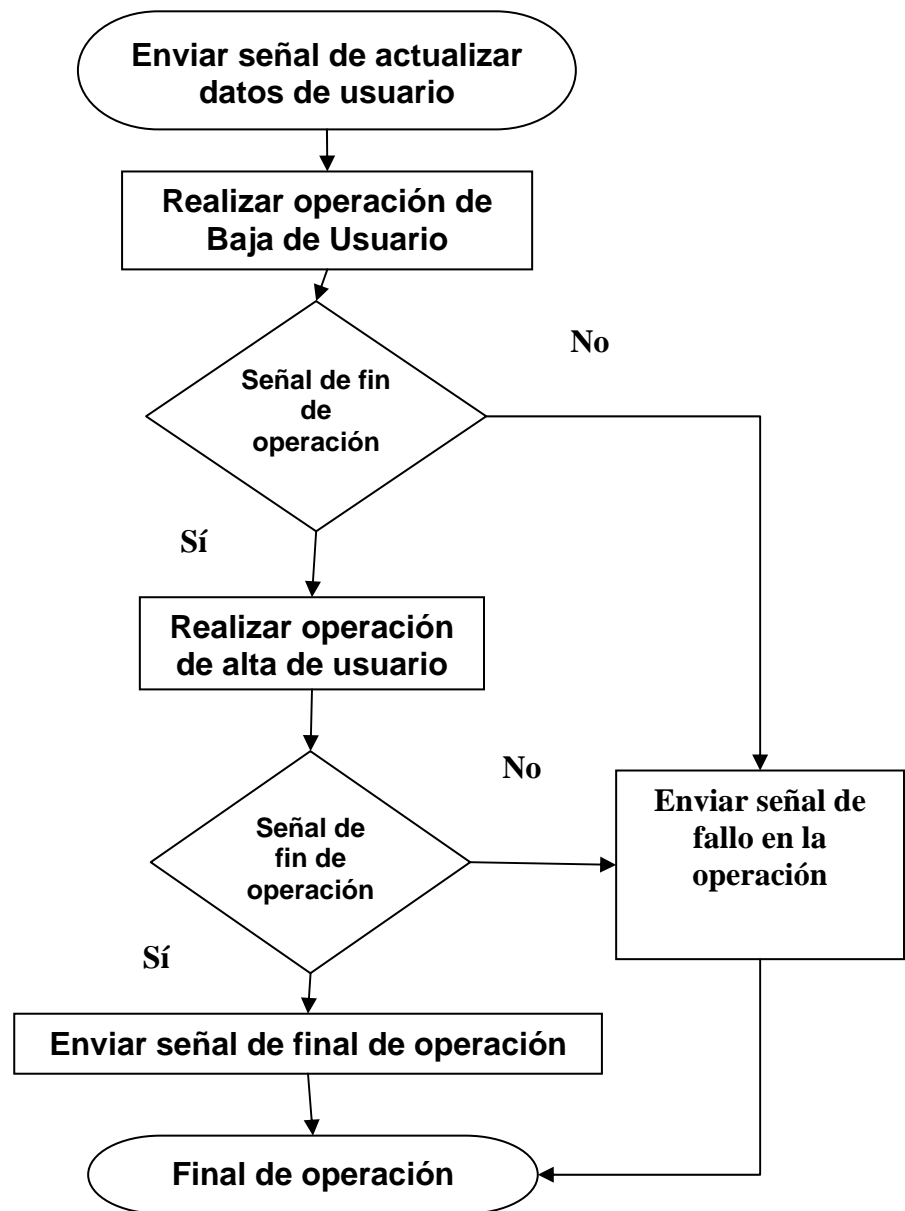 Enviar señal de actualizar
datos de usuario
Realizar operación de
Baja de Usuario
No
Señal de fin
de
operación
Sí
Realizar operación
de alta de usuario
No
Enviar señal de
fallo en la
operación
Señal de
fin de
operación
Sí
Enviar señal de final de operación
Final de operación